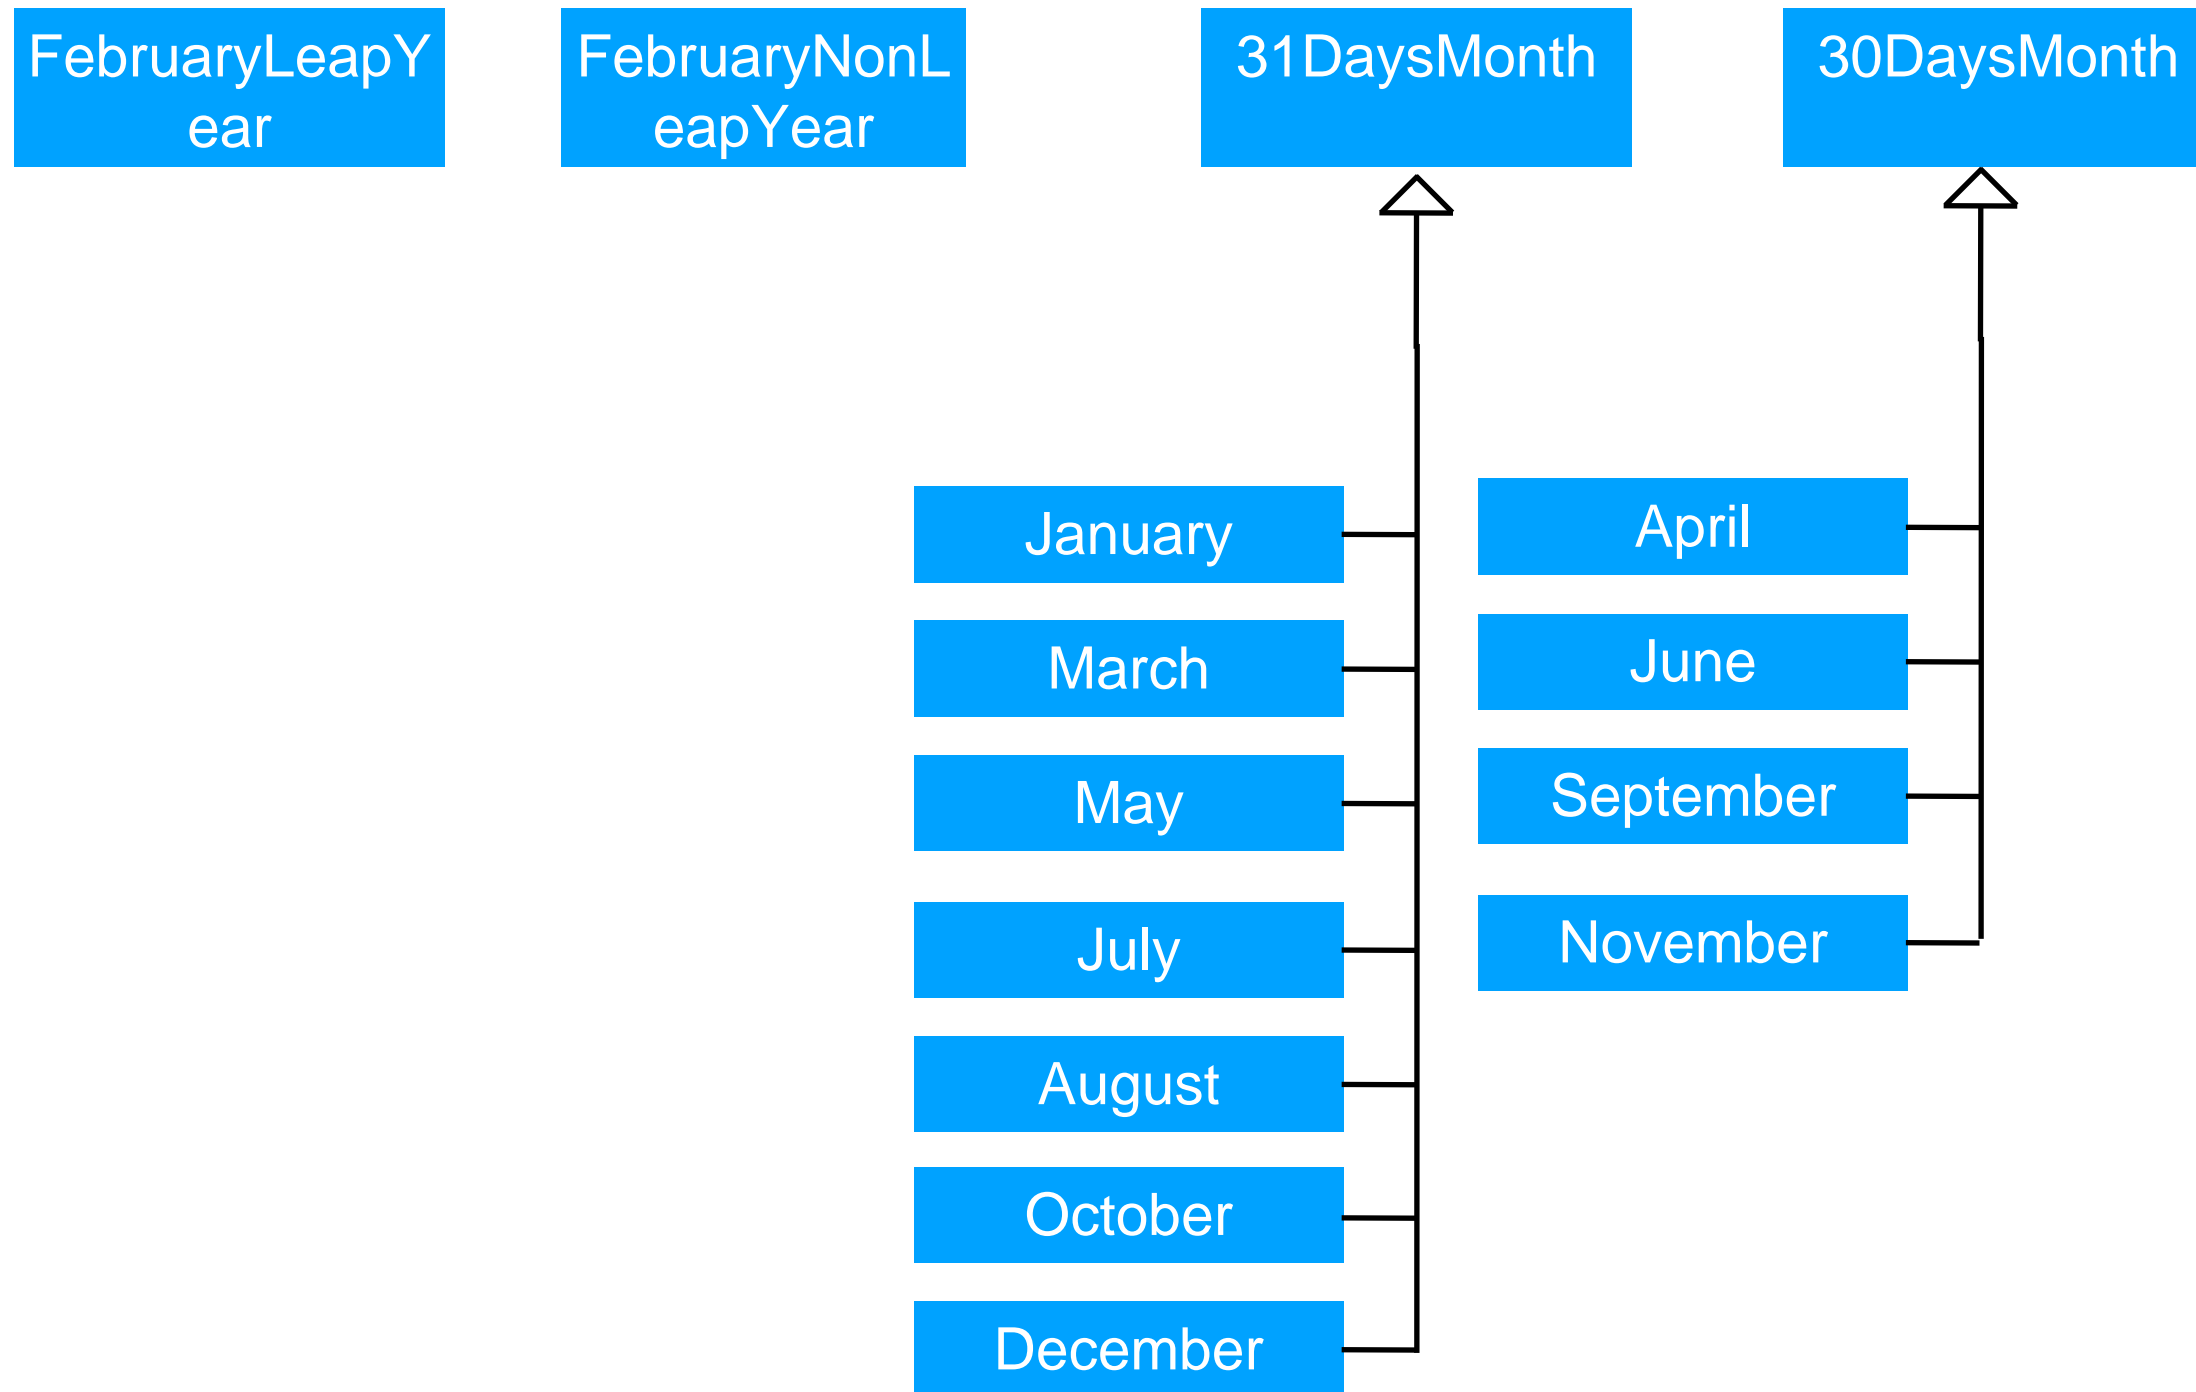 FebruaryLeapY
ear
FebruaryNonL
eapYear
31DaysMonth
30DaysMonth
January
March
May
July
August
October
December
April
June
September
November